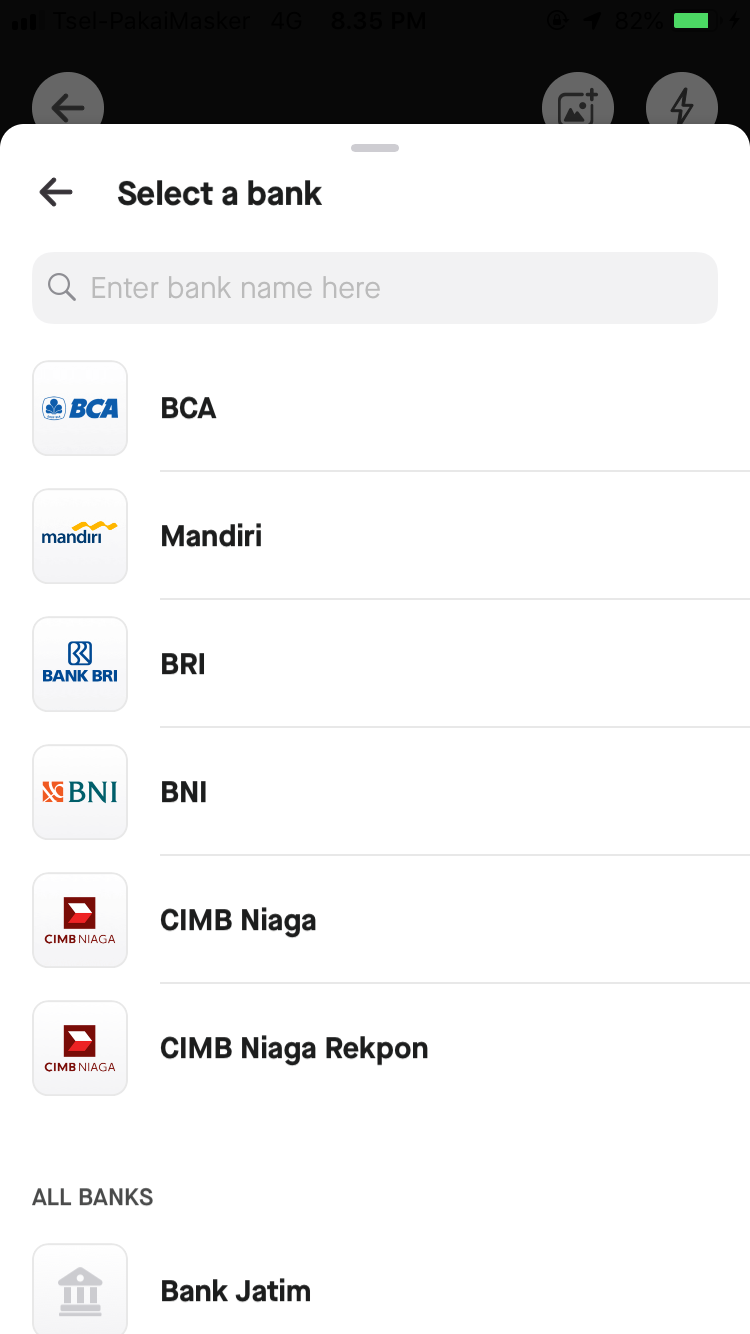 Tsel-PakaiMasker 4G 8.35 PM 82%
Select a bank
Enter bank name here
BCA BCA
mandiri Mandiri
BANK BRI BRI
BNI BNI
CIMB NIAGA CIMB Niaga
CIMB NIAGA CIMB Niaga Rekpon
ALL BANKS
Bank Jatim